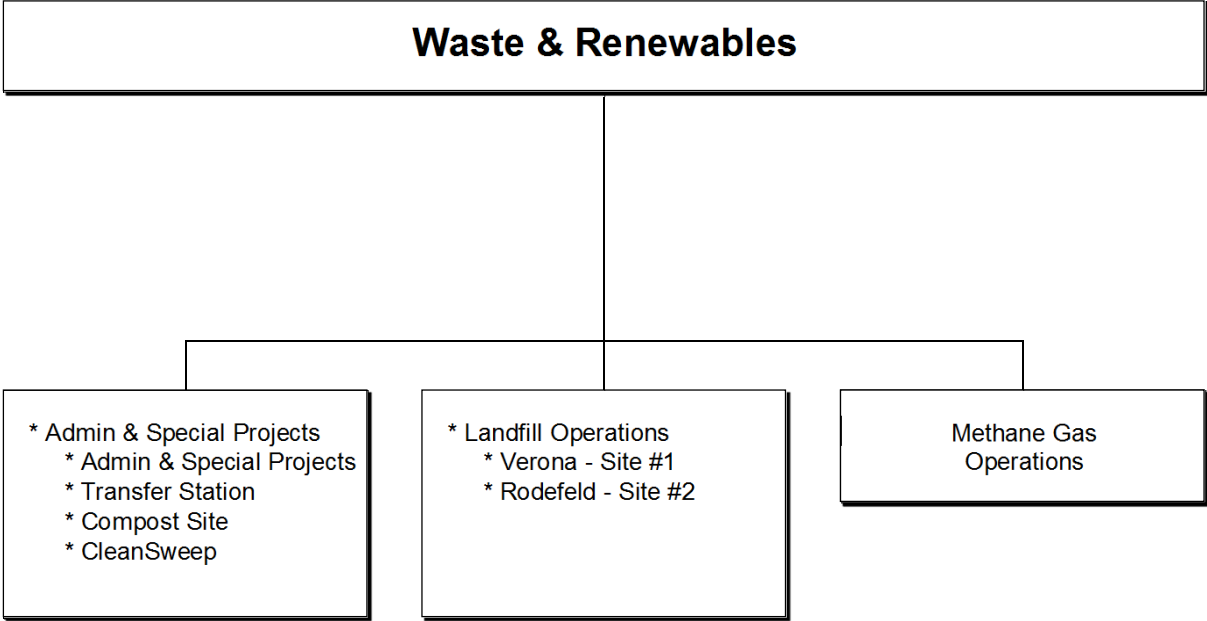 Waste & Renewables
* Admin & Special Projects
* Admin & Special Projects
* Transfer Station
* Compost Site
* CleanSweep
* Landfill Operations
* Verona - Site #1
* Rodefeld - Site #2
Methane Gas
Operations